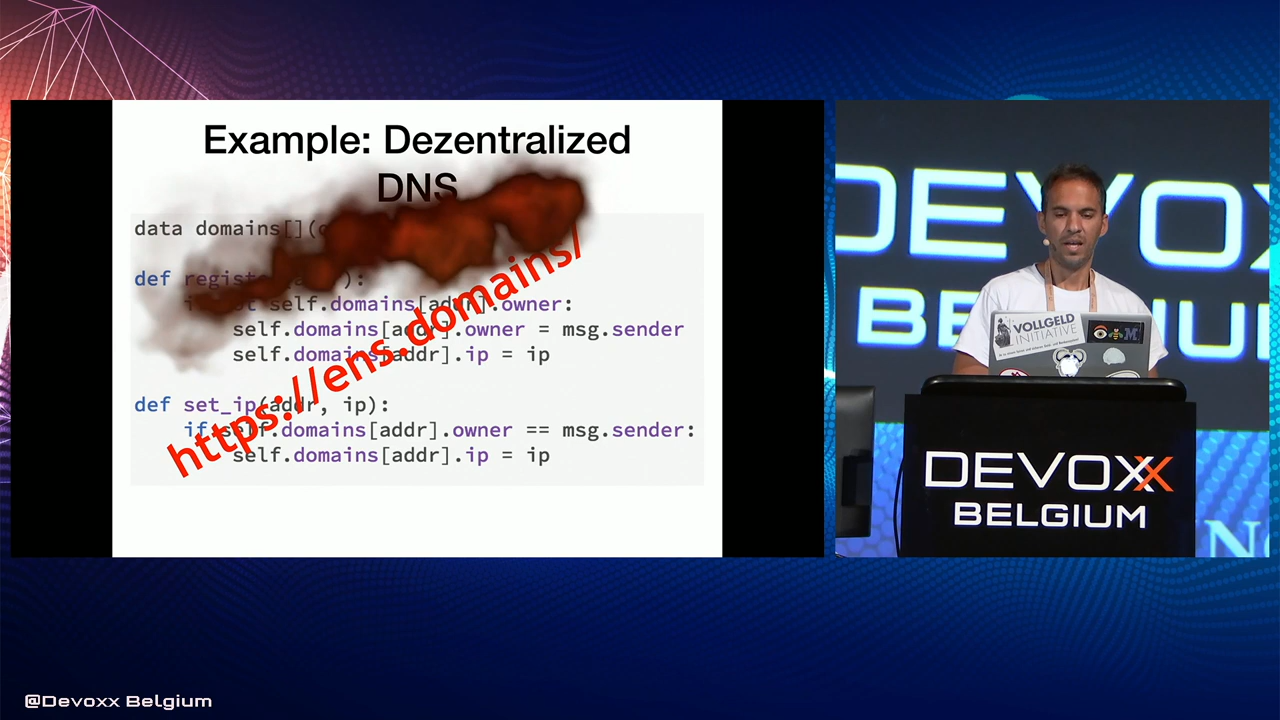 Example: Dezentralized
DNS
data domains[](
def regist
self.domains[addr].owner:
self.domains[addr].owner = msg.sender
self.domains[addr].ip = ip
def set_ip(addr, ip):
if self.domains[addr].owner == msg.sender:
self.domains[addr].ip = ip
https://ens.domains/
DEVOX
BELGIU
VOLLGELD
INITIATIVE
DEVOXX
BELGIUM
@Devoxx Belgium